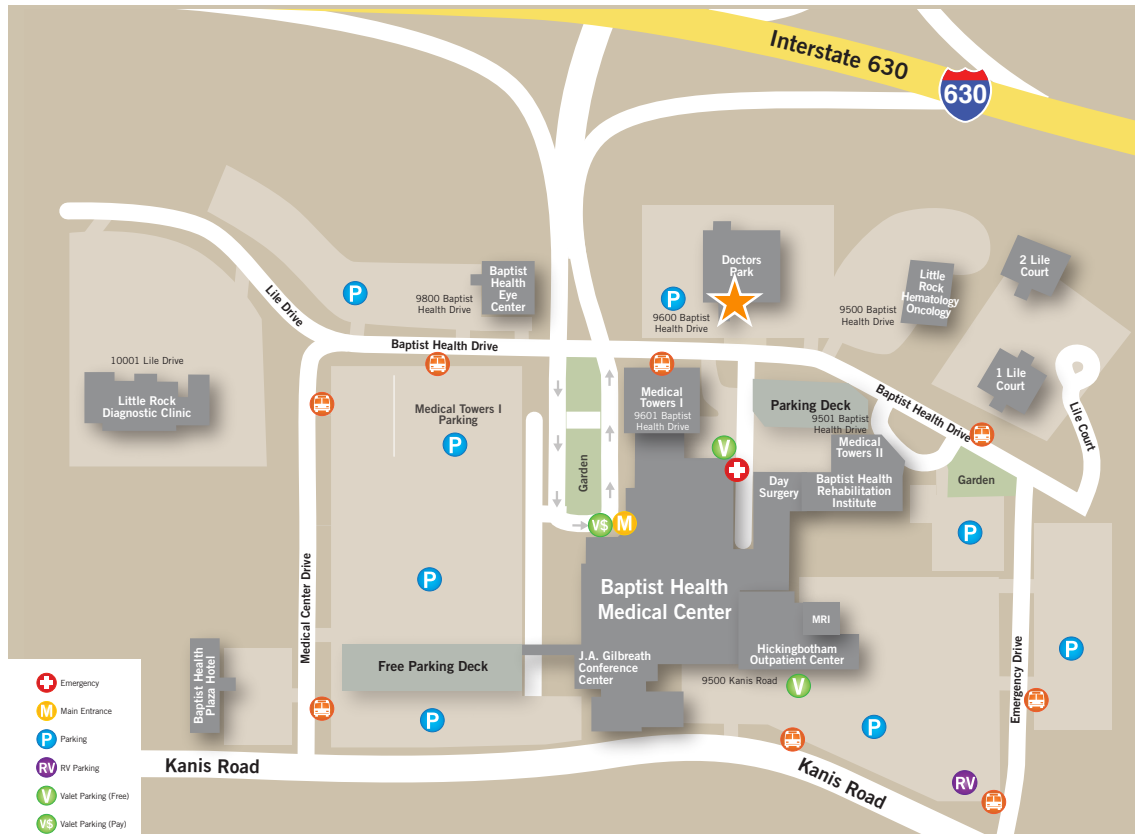 Interstate 630
630
Doctors
Park
2 Lile
Court
Little
Rock
Hematology
Oncology
Baptist
Health
Eye
Center
P
9800 Baptist
Health Drive
P
9600 Baptist
Health Drive
9500 Baptist
Health Drive
Lile Drive
Baptist Health Drive
10001 Lile Drive
Little Rock
Diagnostic Clinic
1 Lile
Court
Lile Court
Baptist Health Drive
Medical Towers I
Parking
P
Medical
Towers I
9601 Baptist
Health Drive
Parking Deck
9501 Baptist
Health Drive
Medical
Towers II
Garden
V
Day
Surgery
Baptist Health
Rehabilitation
Institute
Garden
V$
M
P
P
Baptist Health
Medical Center
Medical Center Drive
MRI
Hickingbotham
Outpatient Center
P
Emergency Drive
Free Parking Deck
J.A. Gilbreath
Conference
Center
9500 Kanis Road
V
Baptist Health
Plaza Hotel
P
P
Kanis Road
Kanis Road
RV
Emergency
M Main Entrance
P Parking
RV RV Parking
V Valet Parking (Free)
V$ Valet Parking (Pay)